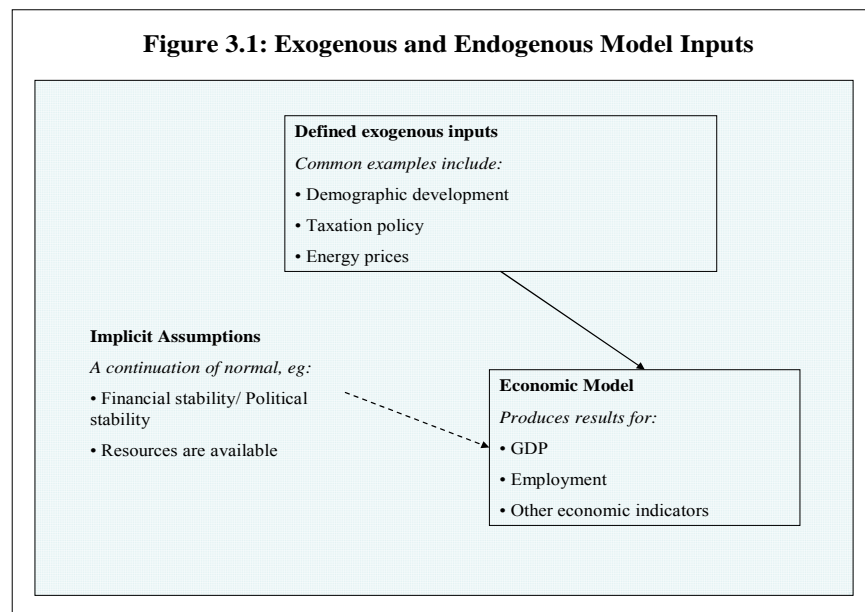 Figure 3.1: Exogenous and Endogenous Model Inputs
Defined exogenous inputs
Common examples include:
• Demographic development
• Taxation policy
• Energy prices
Implicit Assumptions
A continuation of normal, eg:
• Financial stability/ Political
stability
• Resources are available
Economic Model
Produces results for:
• GDP
• Employment
• Other economic indicators